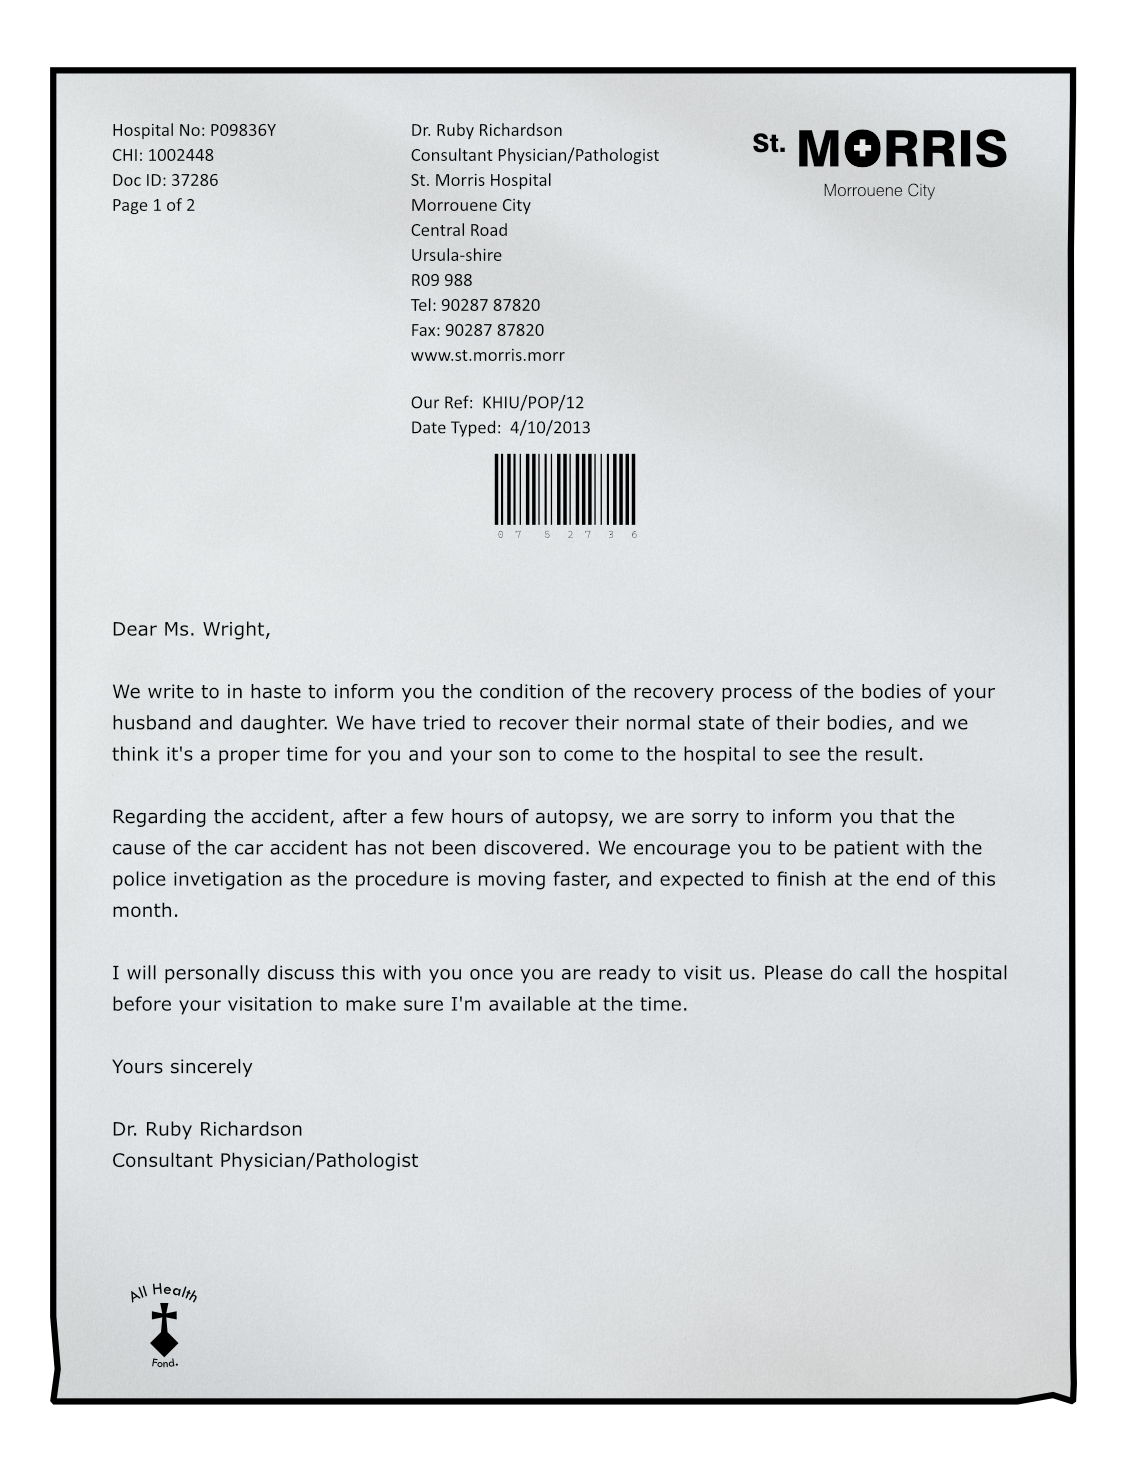 Hospital No: P09836Y
CHI: 1002448
Doc ID: 37286
Page 1 of 2
Dr. Ruby Richardson
Consultant Physician/Pathologist
St. Morris Hospital
Morrouene City
Central Road
Ursula-shire
R09 988
Tel: 90287 87820
Fax: 90287 87820
www.st.morris.morr
Our Ref: KHIU/POP/12
Date Typed: 4/10/2013
St. MORRIS
Morrouene City
07 52736
Dear Ms. Wright,
We write to in haste to inform you the condition of the recovery process of the bodies of your
husband and daughter. We have tried to recover their normal state of their bodies, and we
think it's a proper time for you and your son to come to the hospital to see the result.
Regarding the accident, after a few hours of autopsy, we are sorry to inform you that the
cause of the car accident has not been discovered. We encourage you to be patient with the
police invetigation as the procedure is moving faster, and expected to finish at the end of this
month.
I will personally discuss this with you once you are ready to visit us. Please do call the hospital
before your visitation to make sure I'm available at the time.
Yours sincerely
Dr. Ruby Richardson
Consultant Physician/Pathologist
All Health
Fond.